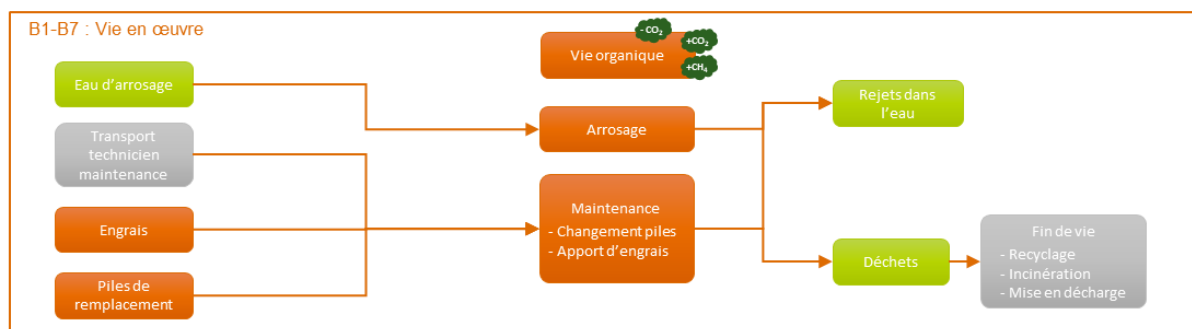 B1-B7 : Vie en œuvre
- CO₂
+CO₂
+CH₄
Vie organique
Eau d’arrosage
Transport
technicien
maintenance
Engrais
Piles de
remplacement
Arrosage
Maintenance
- Changement piles
- Apport d’engrais
Rejets dans
l’eau
Déchets
Fin de vie
- Recyclage
- Incinération
- Mise en décharge